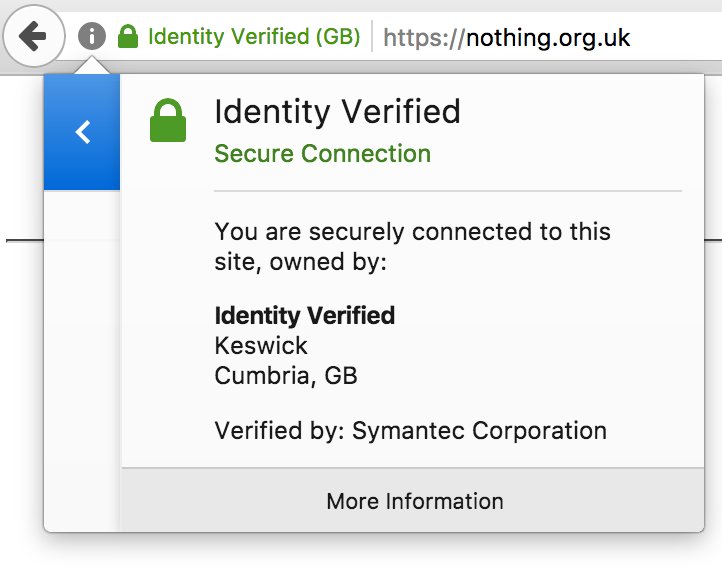 Identity Verified (GB) https://nothing.org.uk
Identity Verified
Secure Connection
You are securely connected to this
site, owned by:
Identity Verified
Keswick
Cumbria, GB
Verified by: Symantec Corporation
More Information